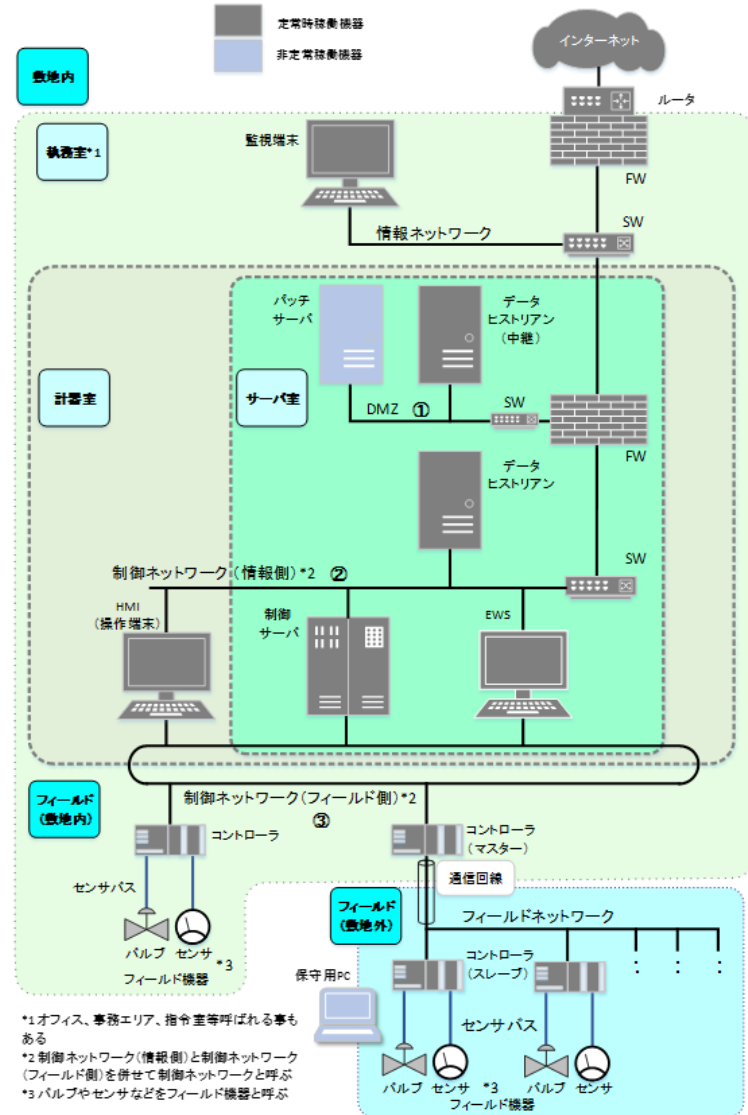 定常時稼働機器
非定常稼働機器
インターネット
敷地内
ルータ
執務室*1
監視端末
FW
SW
情報ネットワーク
パッチ
サーバ
データ
ヒストリアン
(中継)
計器室
サーバ室
DMZ ①
SW
FW
データ
ヒストリアン
SW
制御ネットワーク(情報側)*2 ②
HMI
(操作端末)
制御
サーバ
EWS
フィールド
(敷地内)
制御ネットワーク(フィールド側)*2
③
コントローラ
コントローラ
(マスター)
通信回線
センサバス
フィールド
(敷地外)
フィールドネットワーク
バルブ センサ
*3
フィールド機器
保守用PC
コントローラ
(スレーブ)
: : :
センサバス
バルブ センサ *3 バルブ センサ
フィールド機器
*1 オフィス、事務エリア、指令室等呼ばれる事も
ある
*2 制御ネットワーク(情報側)と制御ネットワーク
(フィールド側)を併せて制御ネットワークと呼ぶ
*3 バルブやセンサなどをフィールド機器と呼ぶ